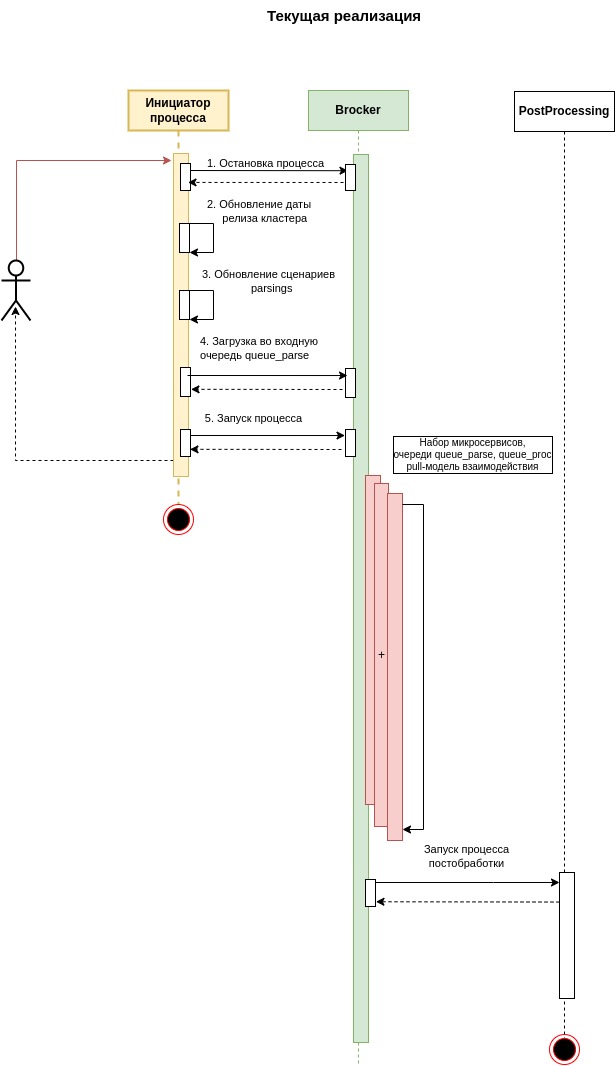 Текущая реализация
Инициатор
процесса
Brocker
PostProcessing
1. Остановка процесса
2. Обновление даты
релиза кластера
3. Обновление сценариев
parsings
4. Загрузка во входную
очередь queue_parse
5. Запуск процесса
Набор микросервисов,
очереди queue_parse, queue_proc
pull-модель взаимодействия
+
Запуск процесса
постобработки